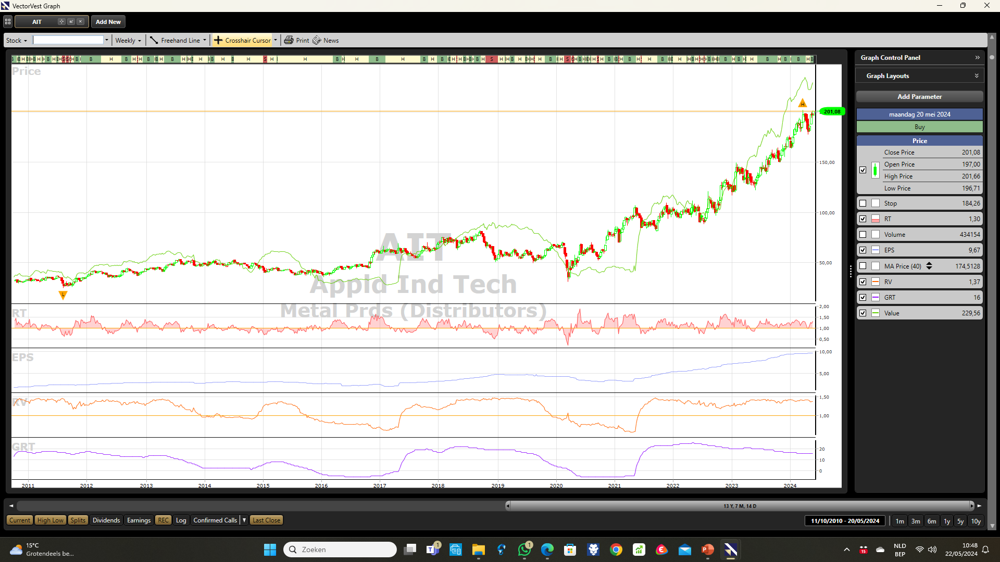 VectorVest Graph
AIT
Add New
Stock
Weekly
Freehand Line
Crosshair Cursor
Print
News
Price
201,08
150,00
100,00
50,00
AIT
Appld Ind Tech
Metal Prds (Distributors)
H
L
RT
2,00
1,50
1,00
0,50
EPS
10,00
5,00
RV
1,50
1,00
GRT
20
10
0
2011 2012 2013 2014 2015 2016 2017 2018 2019 2020 2021 2022 2023 2024
Graph Control Panel
Graph Layouts
Add Parameter
maandag 20 mei 2024
Buy
Price
Close Price 201,08
Open Price 197,00
High Price 201,66
Low Price 196,71
Stop 184,26
RT 1,30
Volume 434154
EPS 9,67
MA Price (40) 174,5128
RV 1,37
GRT 16
Value 229,56
13 Y, 7 M, 14 D
Current High Low Splits Dividends Earnings REC Log Confirmed Calls Last Close
11/10/2010 - 20/05/2024
1m 3m 6m 1y 5y 10y
15°C
Grotendeels be...
Zoeken
1
1
15
NLD
BEP
10:48
22/05/2024